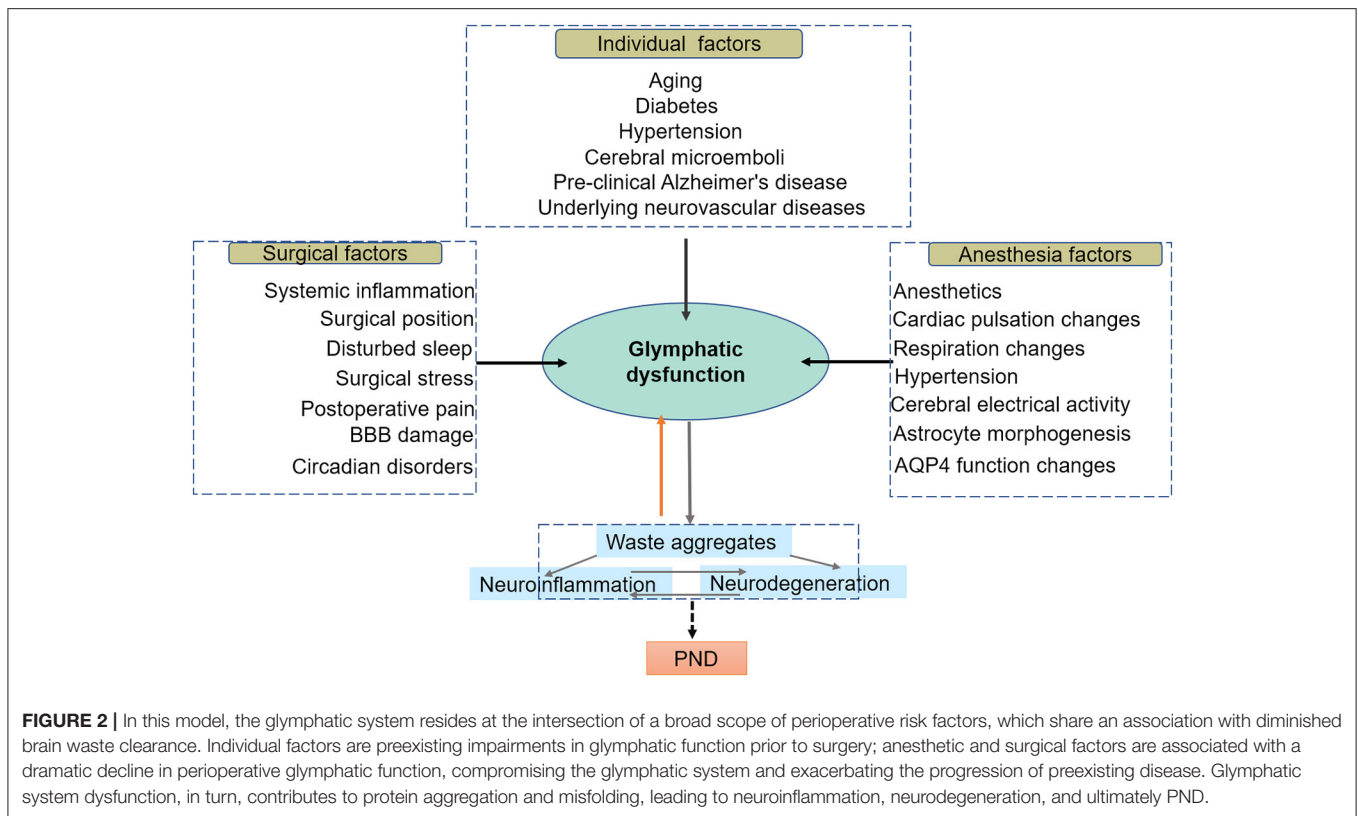 Individual factors
Aging
Diabetes
Hypertension
Cerebral microemboli
Pre-clinical Alzheimer's disease
Underlying neurovascular diseases
Surgical factors
Systemic inflammation
Surgical position
Disturbed sleep
Surgical stress
Postoperative pain
BBB damage
Circadian disorders
Glymphatic
dysfunction
Anesthesia factors
Anesthetics
Cardiac pulsation changes
Respiration changes
Hypertension
Cerebral electrical activity
Astrocyte morphogenesis
AQP4 function changes
Waste aggregates
Neuroinflammation
Neurodegeneration
PND
FIGURE 2 | In this model, the glymphatic system resides at the intersection of a broad scope of perioperative risk factors, which share an association with diminished
brain waste clearance. Individual factors are preexisting impairments in glymphatic function prior to surgery; anesthetic and surgical factors are associated with a
dramatic decline in perioperative glymphatic function, compromising the glymphatic system and exacerbating the progression of preexisting disease. Glymphatic
system dysfunction, in turn, contributes to protein aggregation and misfolding, leading to neuroinflammation, neurodegeneration, and ultimately PND.